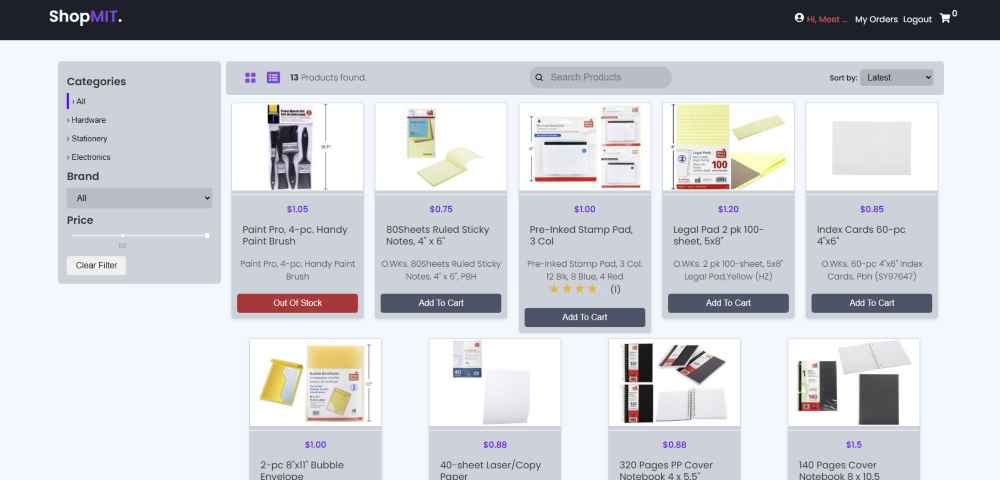 ShopMIT.
Hi, Meet ...
My Orders
Logout
0
Categories
› All
› Hardware
› Stationery
› Electronics
Brand
All
Price
Clear Filter
13 Products found.
Search Products
Sort by:
Latest
$1.05
Paint Pro, 4-pc, Handy
Paint Brush
Paint Pro, 4-pc, Handy Paint
Brush
Out Of Stock
$0.75
80Sheets Ruled Sticky
Notes, 4" x 6"
O.Wks. 80Sheets Ruled Sticky
Notes, 4" x 6". PBH
Add To Cart
$1.00
Pre-Inked Stamp Pad,
3 Col
Pre-Inked Stamp Pad, 3 Col.
12 Blk, 8 Blue, 4 Red
(1)
Add To Cart
Legal Pad
100
$1.20
Legal Pad 2 pk 100-
sheet, 5x8"
O.Wks. 2 pk 100-sheet, 5x8"
Legal Pad,Yellow (HZ)
Add To Cart
$0.85
Index Cards 60-pc
4"x6"
O.Wks. 60-pc 4"x6" Index
Cards, Pbh (SY97647)
Add To Cart
$1.00
2-pc 8"x11" Bubble
Envelope
40
$0.88
40-sheet Laser/Copy
Paper
$0.88
320 Pages PP Cover
Notebook 4 x 5.5"
$1.5
140 Pages Cover
Notebook 8 x 10.5